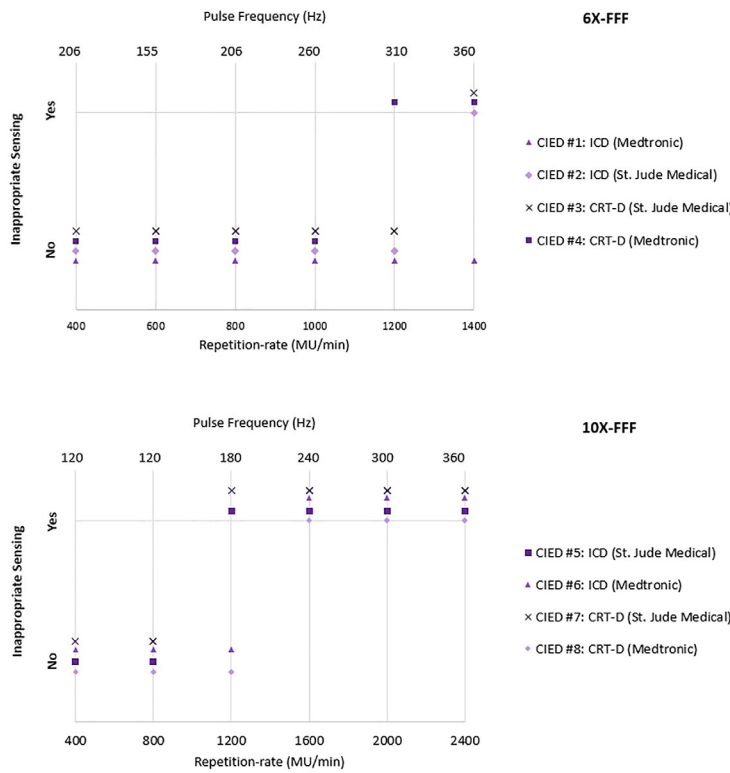 Pulse Frequency (Hz)
6X-FFF
206 155 206 260 310 360
Yes
Inappropriate Sensing
No
CIED #1: ICD (Medtronic)
CIED #2: ICD (St. Jude Medical)
CIED #3: CRT-D (St. Jude Medical)
CIED #4: CRT-D (Medtronic)
400 600 800 1000 1200 1400
Repetition-rate (MU/min)
Pulse Frequency (Hz)
10X-FFF
120 120 180 240 300 360
Yes
Inappropriate Sensing
No
CIED #5: ICD (St. Jude Medical)
CIED #6: ICD (Medtronic)
CIED #7: CRT-D (St. Jude Medical)
CIED #8: CRT-D (Medtronic)
400 800 1200 1600 2000 2400
Repetition-rate (MU/min)